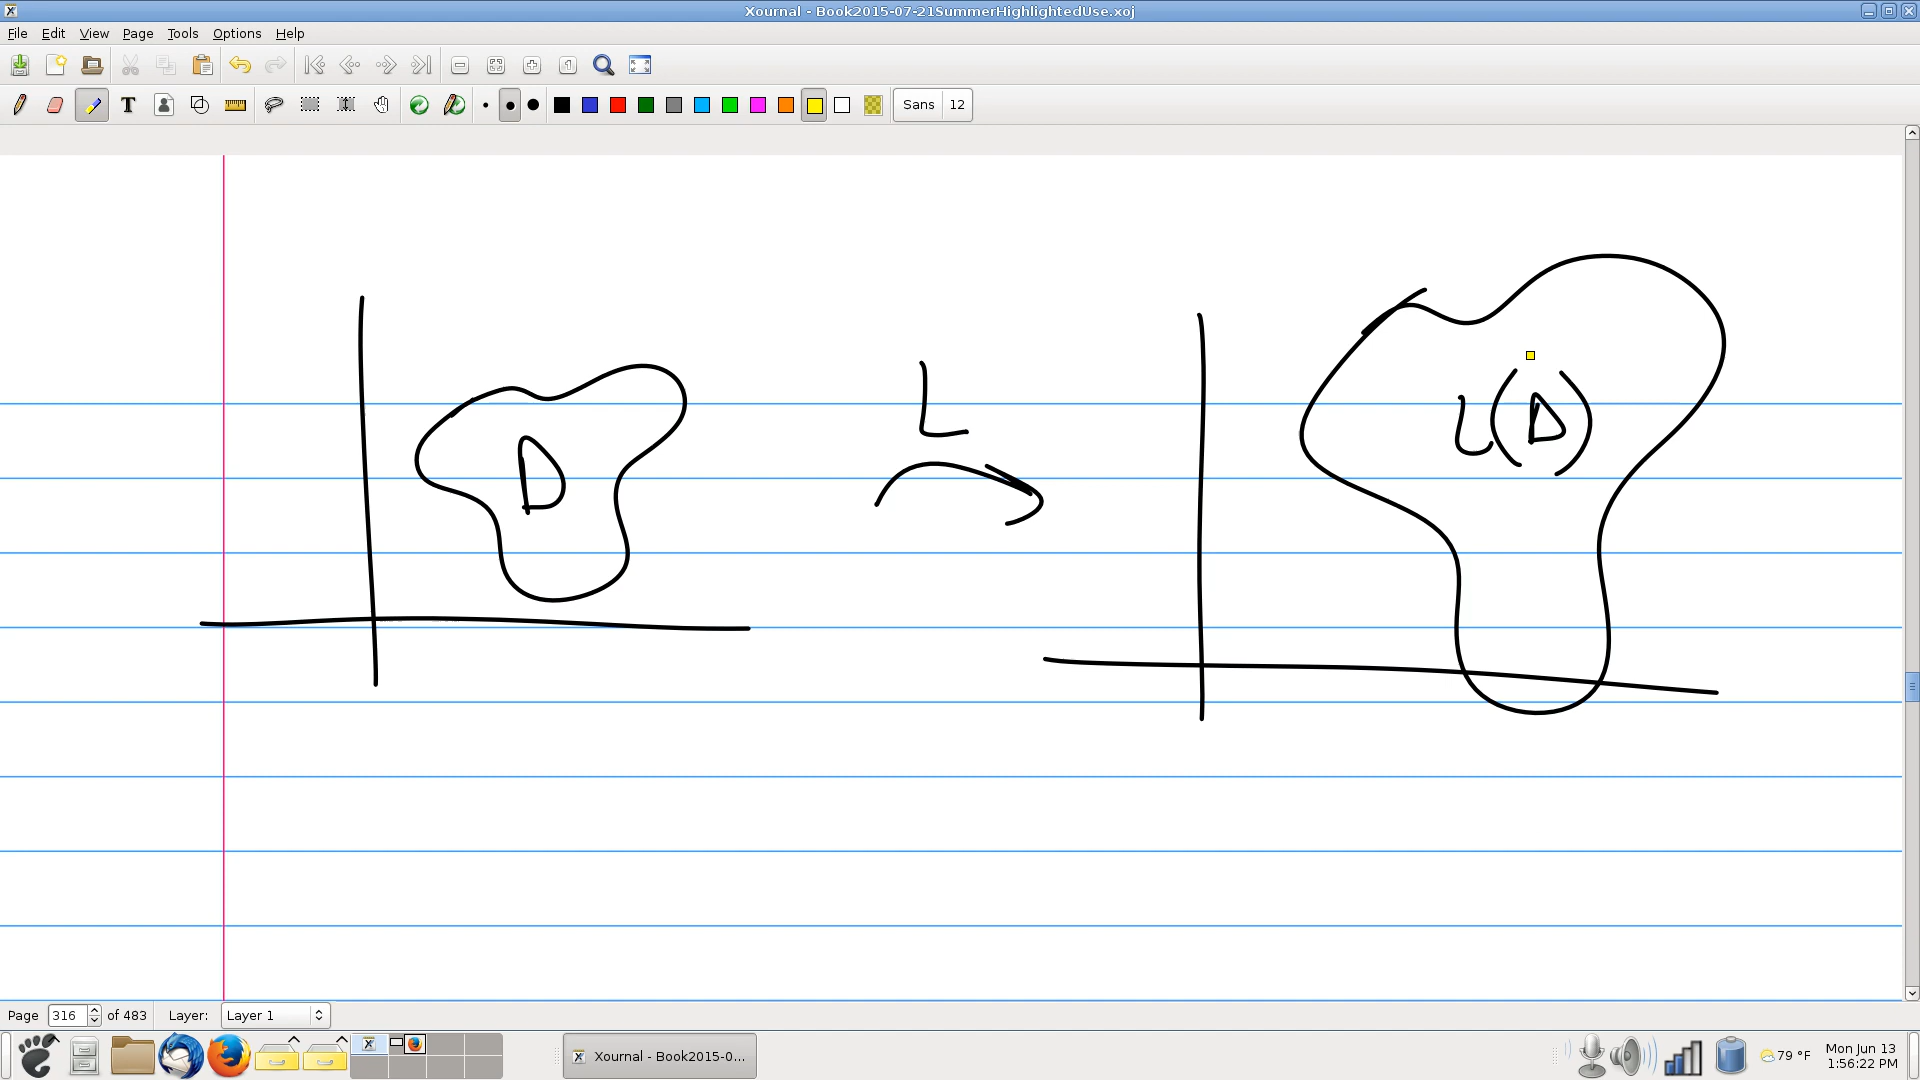 Xournal - Book2015-07-21SummerHighlightedUse.xoj
File Edit View Page Tools Options Help
Sans 12
L
D
L(D)
Page 316 of 483 Layer: Layer 1
Xournal - Book2015-0...
79 °F
Mon Jun 13
1:56:22 PM